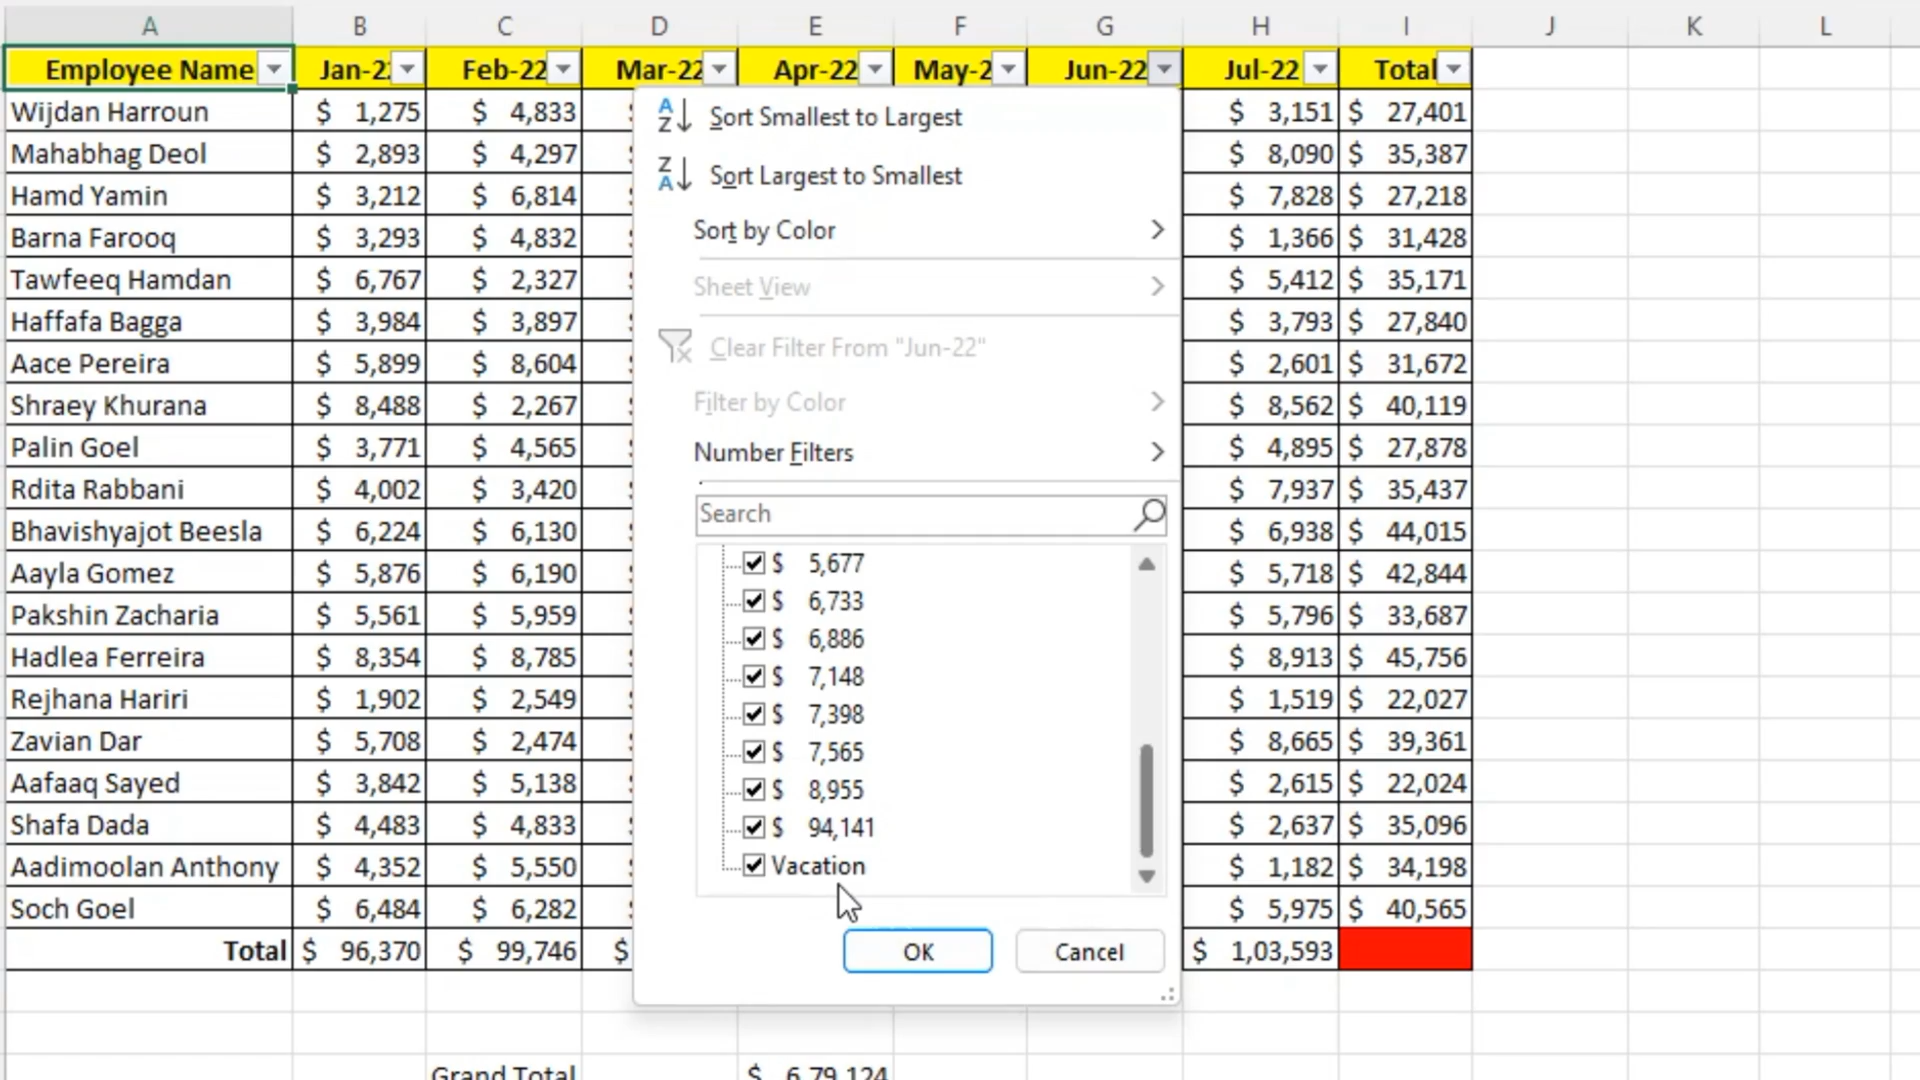 A B C D E F G H I J K L
Employee Name Jan-2 Feb-22 Mar-22 Apr-22 May-2 Jun-22 Jul-22 Total
Wijdan Harroun $ 1,275 $ 4,833 $ 3,151 $ 27,401
Mahabhag Deol $ 2,893 $ 4,297 $ 8,090 $ 35,387
Hamd Yamin $ 3,212 $ 6,814 $ 7,828 $ 27,218
Barna Farooq $ 3,293 $ 4,832 $ 1,366 $ 31,428
Tawfeeq Hamdan $ 6,767 $ 2,327 $ 5,412 $ 35,171
Haffafa Bagga $ 3,984 $ 3,897 $ 3,793 $ 27,840
Aace Pereira $ 5,899 $ 8,604 $ 2,601 $ 31,672
Shraey Khurana $ 8,488 $ 2,267 $ 8,562 $ 40,119
Palin Goel $ 3,771 $ 4,565 $ 4,895 $ 27,878
Rdita Rabbani $ 4,002 $ 3,420 $ 7,937 $ 35,437
Bhavishyajot Beesla $ 6,224 $ 6,130 $ 6,938 $ 44,015
Aayla Gomez $ 5,876 $ 6,190 $ 5,718 $ 42,844
Pakshin Zacharia $ 5,561 $ 5,959 $ 5,796 $ 33,687
Hadlea Ferreira $ 8,354 $ 8,785 $ 8,913 $ 45,756
Rejhana Hariri $ 1,902 $ 2,549 $ 1,519 $ 22,027
Zavian Dar $ 5,708 $ 2,474 $ 8,665 $ 39,361
Aafaaq Sayed $ 3,842 $ 5,138 $ 2,615 $ 22,024
Shafa Dada $ 4,483 $ 4,833 $ 2,637 $ 35,096
Aadimoolan Anthony $ 4,352 $ 5,550 $ 1,182 $ 34,198
Soch Goel $ 6,484 $ 6,282 $ 5,975 $ 40,565
Total $ 96,370 $ 99,746 $ $ 1,03,593
Grand Total $ 6,79,124
Sort Smallest to Largest
Sort Largest to Smallest
Sort by Color
Sheet View
Clear Filter From "Jun-22"
Filter by Color
Number Filters
Search
$ 5,677
$ 6,733
$ 6,886
$ 7,148
$ 7,398
$ 7,565
$ 8,955
$ 94,141
Vacation
OK Cancel